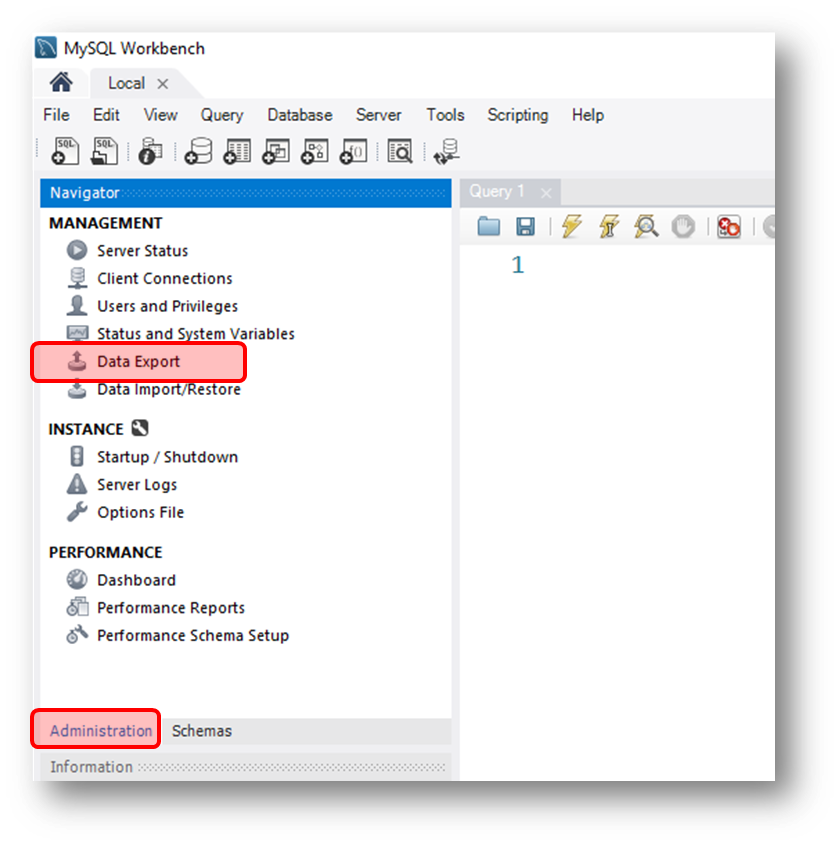 MySQL Workbench
Local
File Edit View Query Database Server Tools Scripting Help
SQL SQL
Navigator
Query 1
MANAGEMENT
1
Server Status
Client Connections
Users and Privileges
Status and System Variables
Data Export
Data Import/Restore
INSTANCE
Startup / Shutdown
Server Logs
Options File
PERFORMANCE
Dashboard
Performance Reports
Performance Schema Setup
Administration Schemas
Information